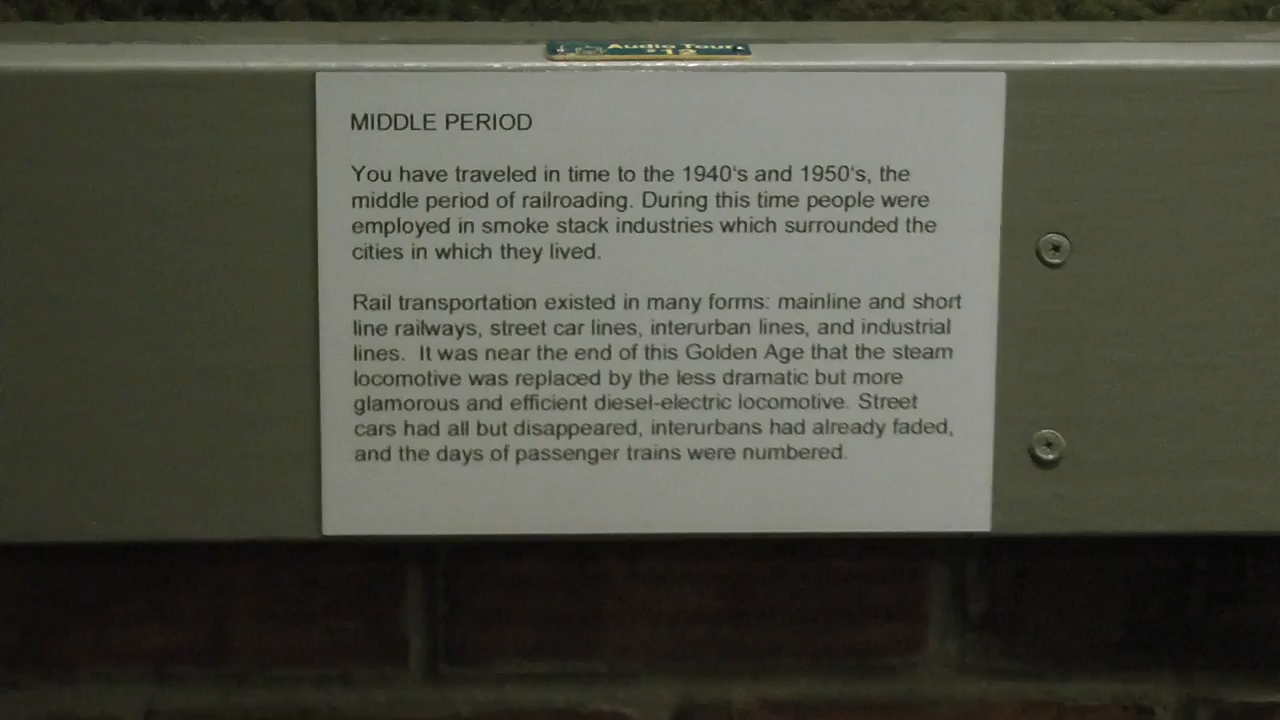 Audio Tour
#12
MIDDLE PERIOD
You have traveled in time to the 1940's and 1950's, the
middle period of railroading. During this time people were
employed in smoke stack industries which surrounded the
cities in which they lived.
Rail transportation existed in many forms: mainline and short
line railways, street car lines, interurban lines, and industrial
lines.  It was near the end of this Golden Age that the steam
locomotive was replaced by the less dramatic but more
glamorous and efficient diesel-electric locomotive. Street
cars had all but disappeared, interurbans had already faded,
and the days of passenger trains were numbered.